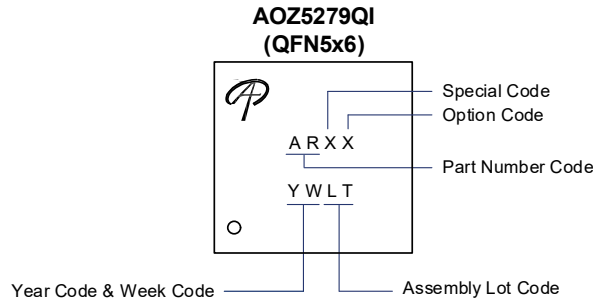 AOZ5279QI
(QFN5x6)
Special Code
Option Code
A R X X
Part Number Code
Y W L T
Year Code & Week Code
Assembly Lot Code